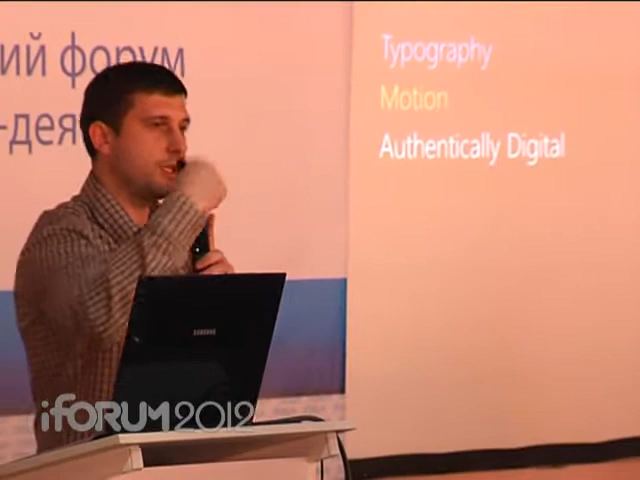 ий форум
-дея
Typography
Motion
Authentically Digital
SAMSUNG
iFORUM2012